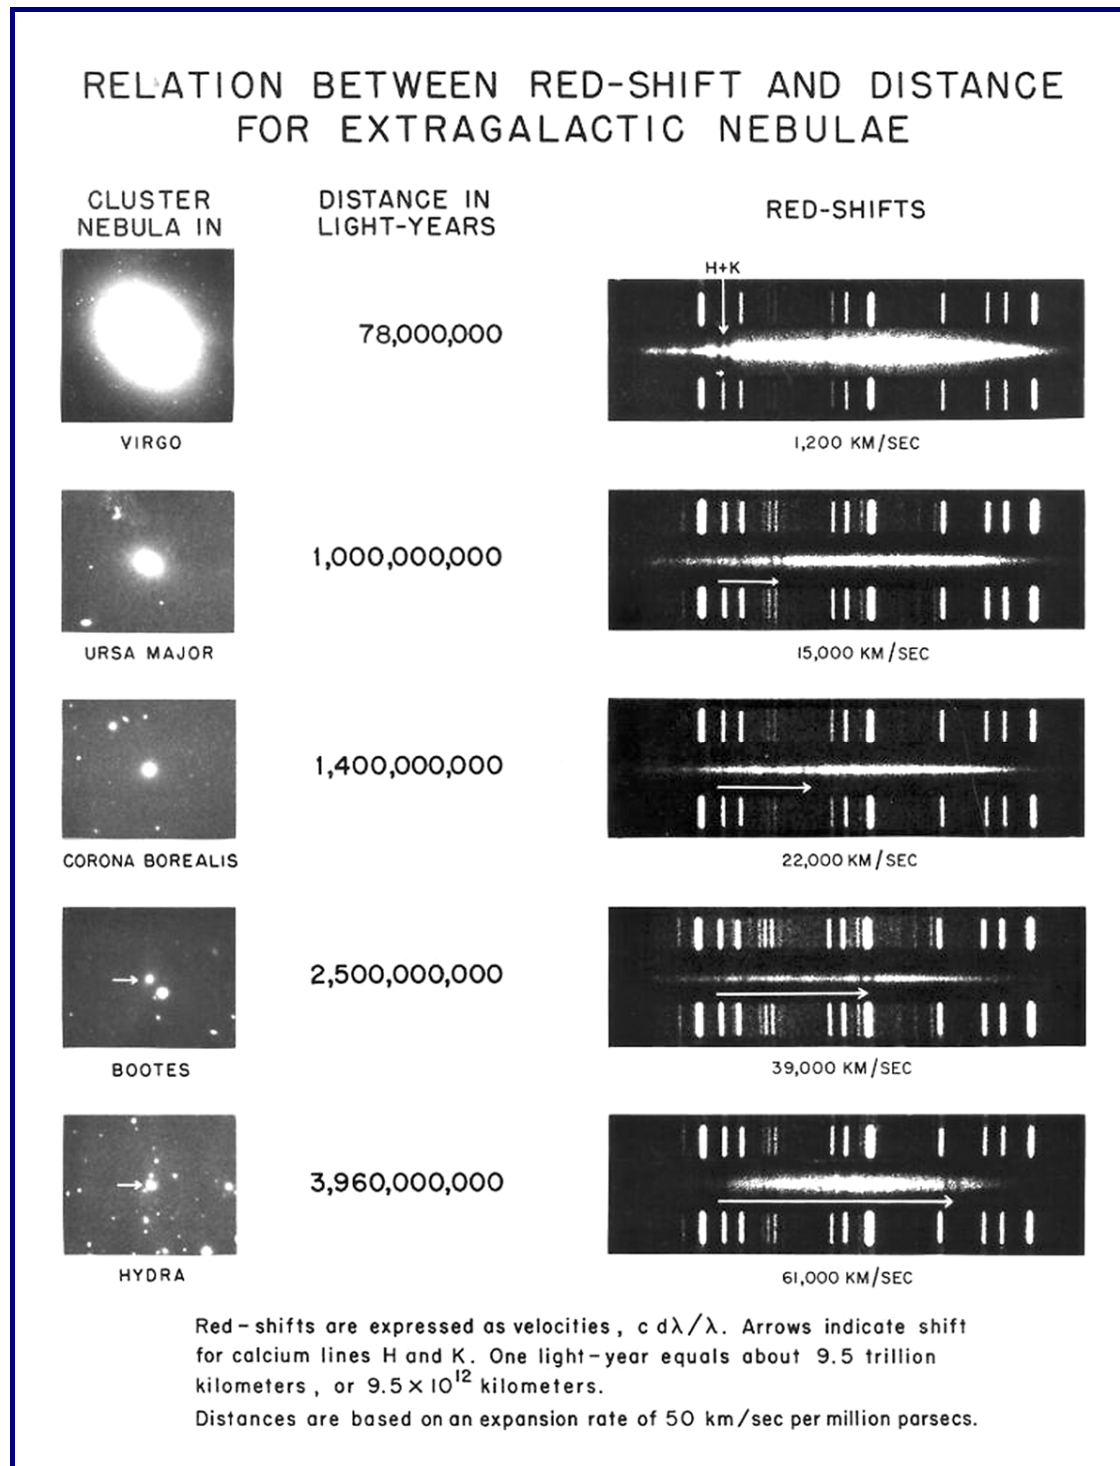 RELATION BETWEEN RED-SHIFT AND DISTANCE
FOR EXTRAGALACTIC NEBULAE
CLUSTER
NEBULA IN
DISTANCE IN
LIGHT-YEARS
RED-SHIFTS
H+K
78,000,000
VIRGO
1,200 KM/SEC
1,000,000,000
URSA MAJOR
15,000 KM/SEC
1,400,000,000
CORONA BOREALIS
22,000 KM/SEC
2,500,000,000
BOOTES
39,000 KM/SEC
3,960,000,000
HYDRA
61,000 KM/SEC
Red-shifts are expressed as velocities, c dλ/λ. Arrows indicate shift
for calcium lines H and K. One light-year equals about 9.5 trillion
kilometers, or 9.5 × 10¹² kilometers.
Distances are based on an expansion rate of 50 km/sec per million parsecs.